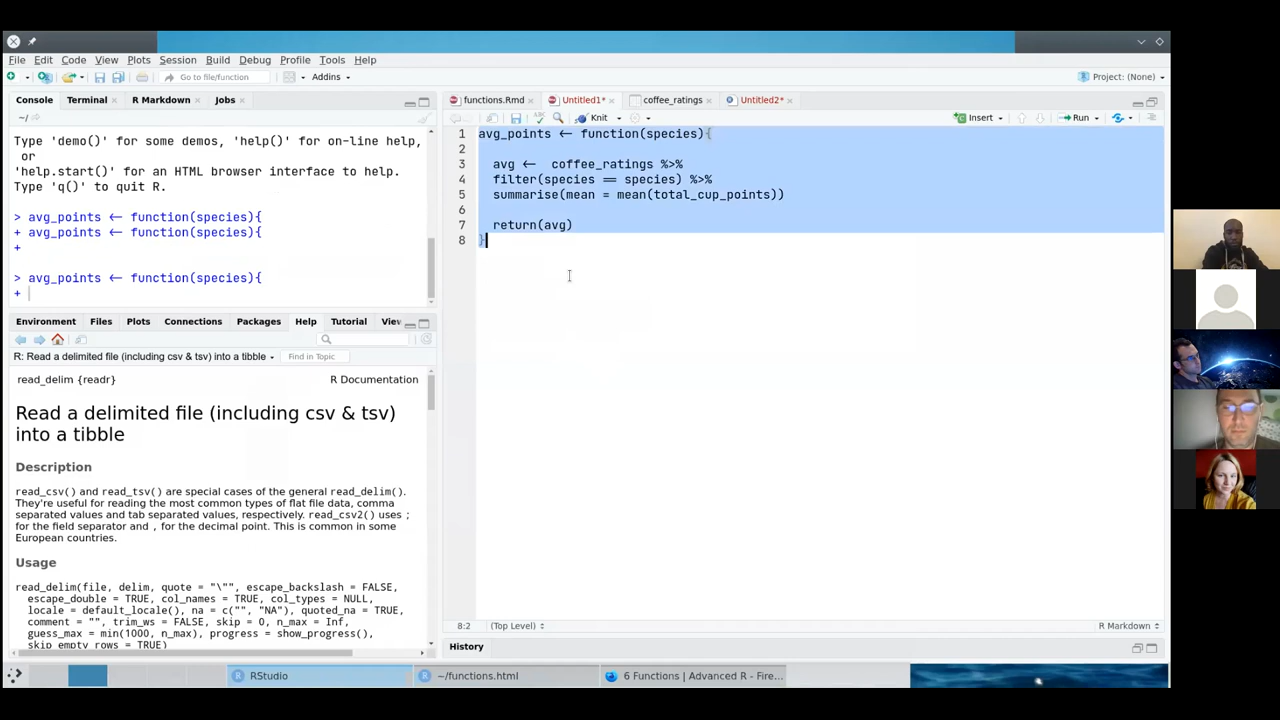 File Edit Code View Plots Session Build Debug Profile Tools Help
Go to file/function
Addins
Project: (None)
Console Terminal R Markdown Jobs
~/
Type 'demo()' for some demos, 'help()' for on-line help,
or
'help.start()' for an HTML browser interface to help.
Type 'q()' to quit R.
> avg_points <- function(species){
+ avg_points <- function(species){
+
> avg_points <- function(species){
+
Environment Files Plots Connections Packages Help Tutorial View
R: Read a delimited file (including csv & tsv) into a tibble
Find in Topic
read_delim {readr}
R Documentation
Read a delimited file (including csv & tsv)
into a tibble
Description
read_csv() and read_tsv() are special cases of the general read_delim().
They're useful for reading the most common types of flat file data, comma
separated values and tab separated values, respectively. read_csv2() uses ;
for the field separator and , for the decimal point. This is common in some
European countries.
Usage
read_delim(file, delim, quote = "\"", escape_backslash = FALSE,
escape_double = TRUE, col_names = TRUE, col_types = NULL,
locale = default_locale(), na = c("", "NA"), quoted_na = TRUE,
comment = "", trim_ws = FALSE, skip = 0, n_max = Inf,
guess_max = min(1000, n_max), progress = show_progress(),
skip_empty_rows = TRUE)
functions.Rmd Untitled1* coffee_ratings Untitled2*
Knit
Insert
Run
1 avg_points <- function(species){
2
3 avg <- coffee_ratings %>%
4 filter(species == species) %>%
5 summarise(mean = mean(total_cup_points))
6
7 return(avg)
8 }
8:2 (Top Level)
R Markdown
History
RStudio
~/functions.html
6 Functions | Advanced R - Fire...